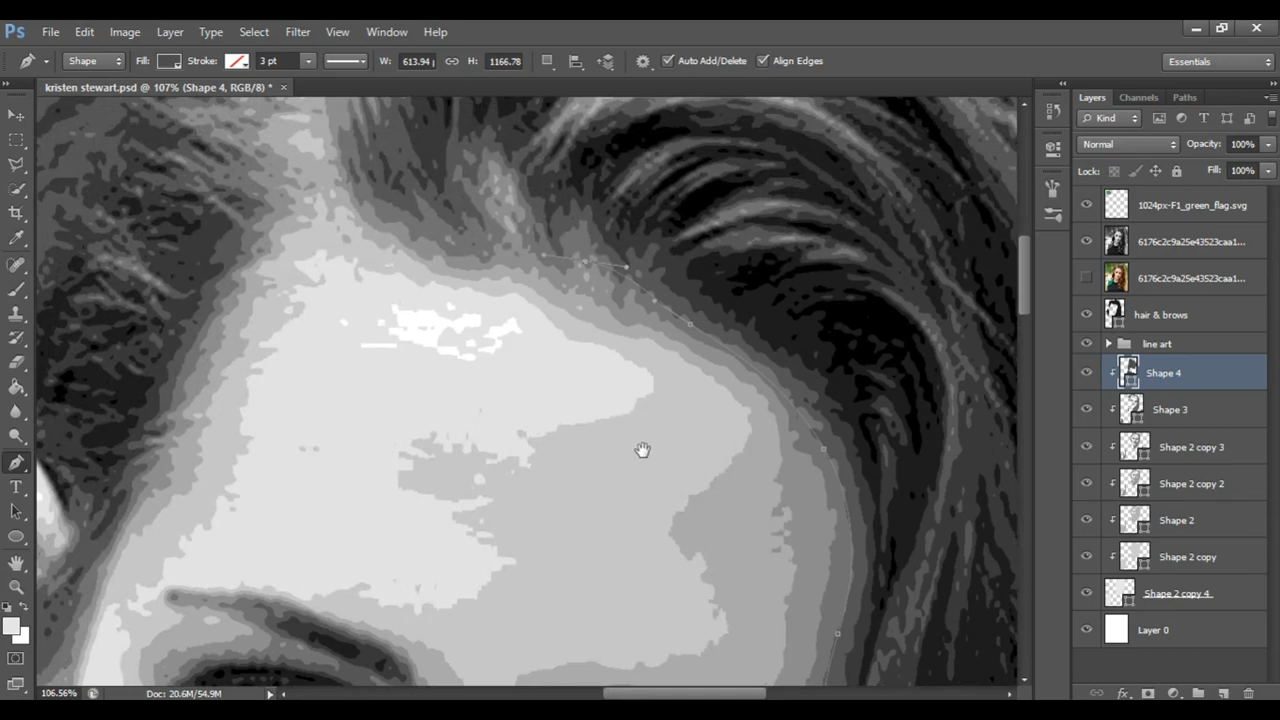 Ps File Edit Image Layer Type Select Filter View Window Help
Shape Fill: Stroke: 3 pt W: 613.94 H: 1166.78 Auto Add/Delete Align Edges Essentials
kristen stewart.psd @ 107% (Shape 4, RGB/8) *
Layers Channels Paths
Kind
Normal Opacity: 100%
Lock: Fill: 100%
1024px-F1_green_flag.svg
6176c2c9a25e43523caa1...
6176c2c9a25e43523caa1...
hair & brows
line art
Shape 4
Shape 3
Shape 2 copy 3
Shape 2 copy 2
Shape 2
Shape 2 copy
Shape 2 copy 4
Layer 0
106.56% Doc: 20.6M/54.9M